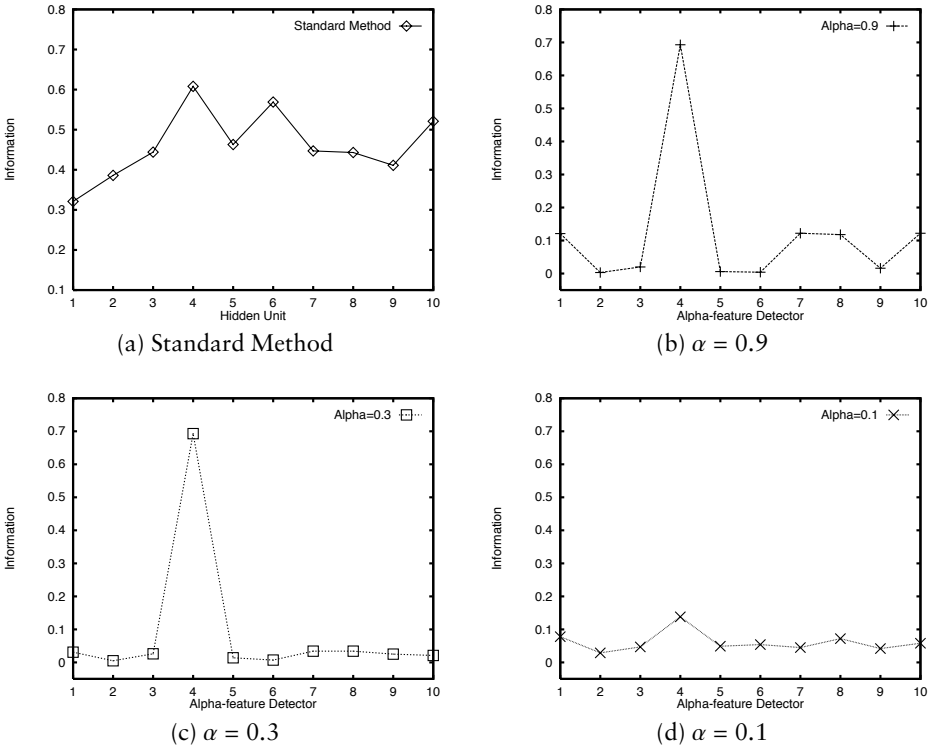 0.8
0.7
0.6
0.5
0.4
0.3
0.2
0.1
Information
Standard Method
1 2 3 4 5 6 7 8 9 10
Hidden Unit
(a) Standard Method
0.8
0.7
0.6
0.5
0.4
0.3
0.2
0.1
0
Information
Alpha=0.9
1 2 3 4 5 6 7 8 9 10
Alpha-feature Detector
(b) α = 0.9
0.8
0.7
0.6
0.5
0.4
0.3
0.2
0.1
0
Information
Alpha=0.3
1 2 3 4 5 6 7 8 9 10
Alpha-feature Detector
(c) α = 0.3
0.8
0.7
0.6
0.5
0.4
0.3
0.2
0.1
0
Information
Alpha=0.1
1 2 3 4 5 6 7 8 9 10
Alpha-feature Detector
(d) α = 0.1